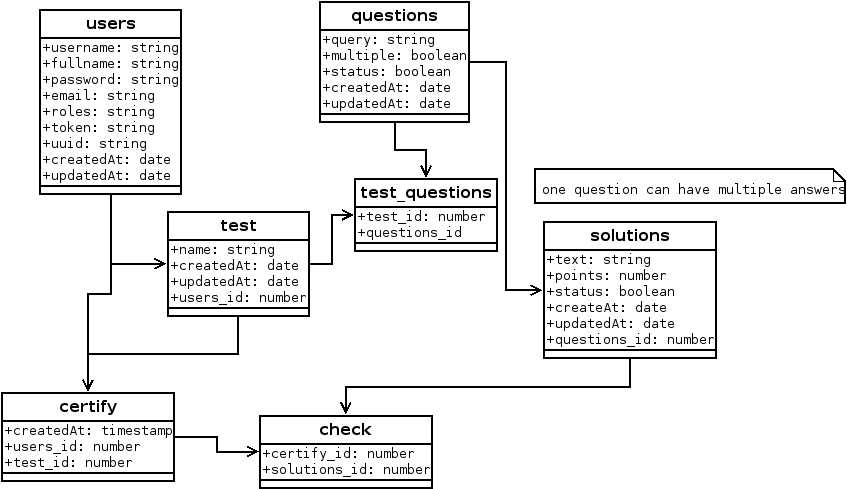 users
+username: string
+fullname: string
+password: string
+email: string
+roles: string
+token: string
+uuid: string
+createdAt: date
+updatedAt: date
questions
+query: string
+multiple: boolean
+status: boolean
+createdAt: date
+updatedAt: date
test_questions
+test_id: number
+questions_id
one question can have multiple answers
test
+name: string
+createdAt: date
+updatedAt: date
+users_id: number
solutions
+text: string
+points: number
+status: boolean
+createAt: date
+updatedAt: date
+questions_id: number
certify
+createdAt: timestamp
+users_id: number
+test_id: number
check
+certify_id: number
+solutions_id: number